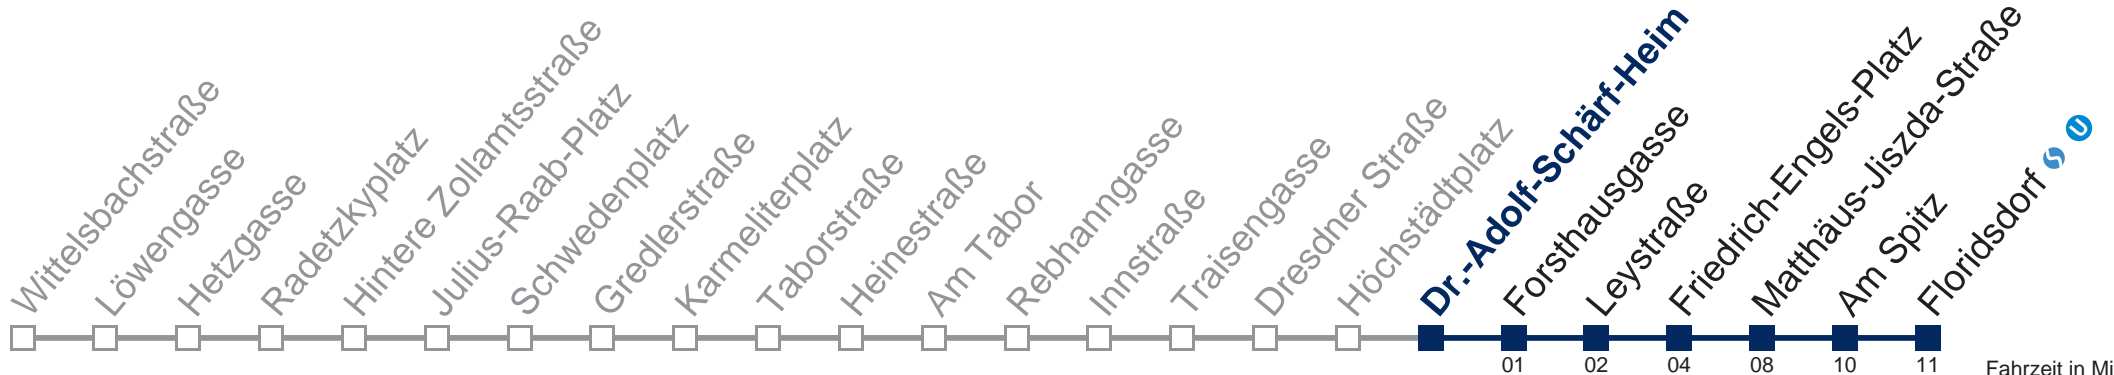 Wittelsbachstraße
Löwengasse
Hetzgasse
Radetzkyplatz
Hintere Zollamtsstraße
Julius-Raab-Platz
Schwedenplatz
Gredlerstraße
Karmeliterplatz
Taborstraße
Heinestraße
Am Tabor
Rebhanngasse
Innstraße
Traisengasse
Dresdner Straße
Höchstädtplatz
Dr.-Adolf-Schärf-Heim
Forsthausgasse
Leystraße
Friedrich-Engels-Platz
Matthäus-Jiszda-Straße
Am Spitz
Floridsdorf S U
01 02 04 08 10 11
Fahrzeit in Mi